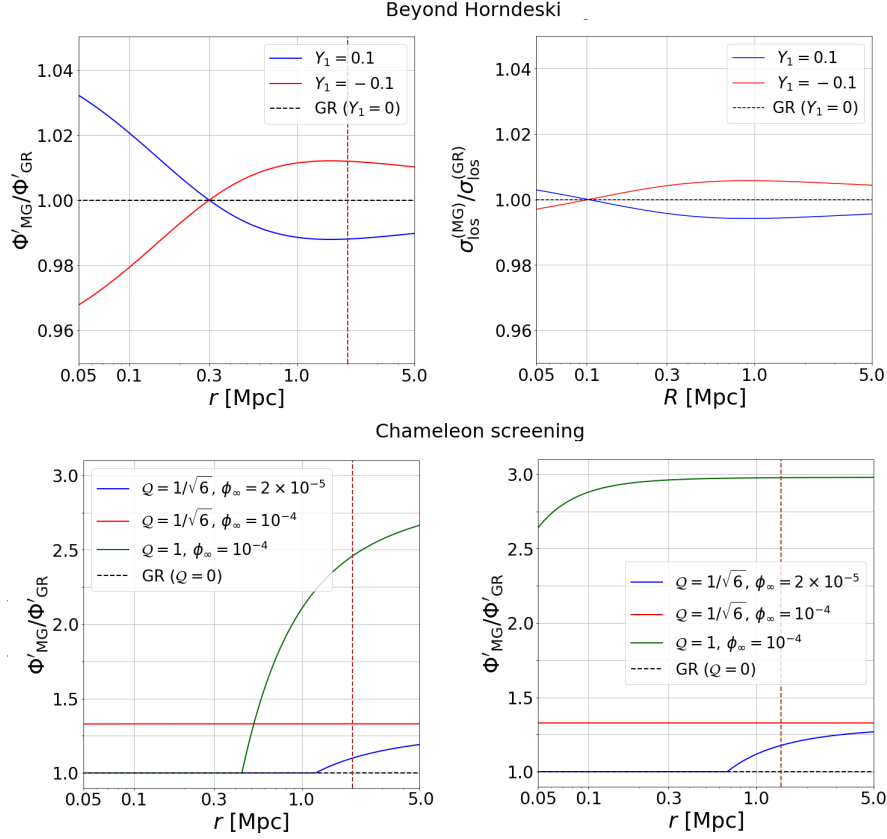 Beyond Horndeski
1.04
1.02
1.00
0.98
0.96
Φ′MG/Φ′GR
Y₁ = 0.1
Y₁ = −0.1
GR (Y₁ = 0)
0.05
0.1
0.3
1.0
5.0
r [Mpc]
1.04
1.02
1.00
0.98
0.96
σlos(MG)/σlos(GR)
Y₁ = 0.1
Y₁ = −0.1
GR (Y₁ = 0)
0.05
0.1
0.3
1.0
5.0
R [Mpc]
Chameleon screening
3.0
2.5
2.0
1.5
1.0
Φ′MG/Φ′GR
𝒬 = 1/√6, ϕ∞ = 2 × 10⁻⁵
𝒬 = 1/√6, ϕ∞ = 10⁻⁴
𝒬 = 1, ϕ∞ = 10⁻⁴
GR (𝒬 = 0)
0.05
0.1
0.3
1.0
5.0
r [Mpc]
3.0
2.5
2.0
1.5
1.0
Φ′MG/Φ′GR
𝒬 = 1/√6, ϕ∞ = 2 × 10⁻⁵
𝒬 = 1/√6, ϕ∞ = 10⁻⁴
𝒬 = 1, ϕ∞ = 10⁻⁴
GR (𝒬 = 0)
0.05
0.1
0.3
1.0
5.0
r [Mpc]